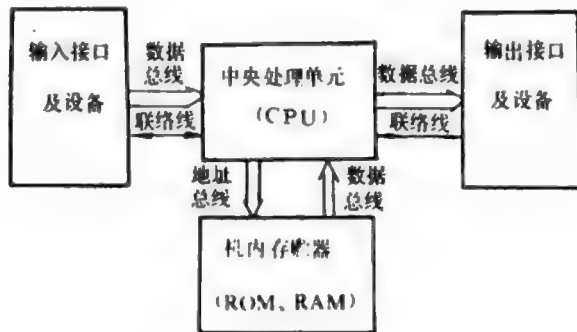 输入接口
及设备
数据
总线
联络线
中央处理单元
(CPU)
数据总线
联络线
输出接口
及设备
地址
总线
数据
总线
机内存贮器
(ROM、RAM)